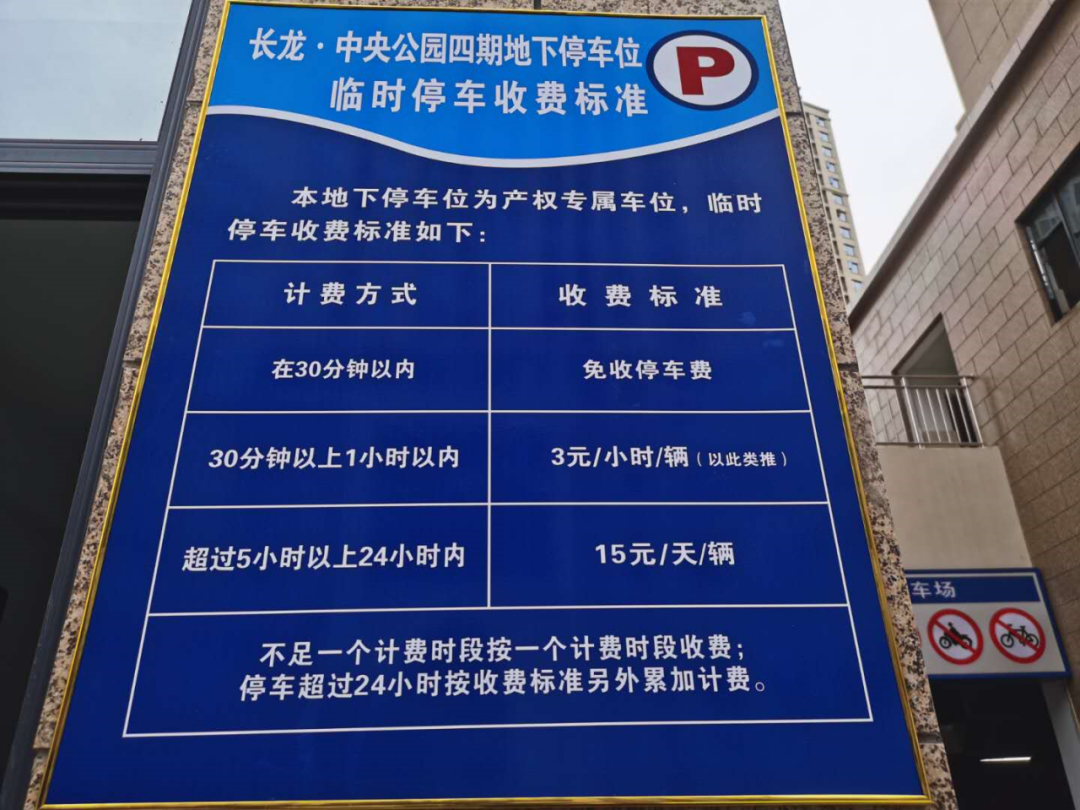 长龙·中央公园四期地下停车位
P
临时停车收费标准
本地下停车位为产权专属车位，临时
停车收费标准如下：
计费方式
收费标准
在30分钟以内
免收停车费
30分钟以上1小时以内
3元/小时/辆（以此类推）
超过5小时以上24小时内
15元/天/辆
不足一个计费时段按一个计费时段收费；
停车超过24小时按收费标准另外累加计费。
车场